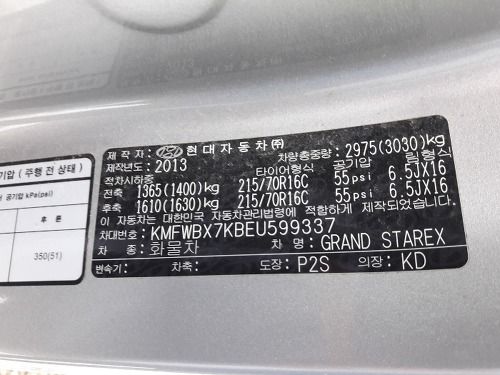 기압 ( 주행 전 상태)
공기압 kPa(psi)
후 륜
350(51)
제 작 자: 현대자동차㈜
제작년도: 2013 차량총중량: 2975(3030)kg
적차시하중 타이어형식 공기압 림형식
전축 1365(1400)kg 215/70R16C 55psi 6.5JX16
후축 1610(1630)kg 215/70R16C 55psi 6.5JX16
이 자동차는 대한민국 자동차관리법령에 적합하게 제작되었음
차대번호: KMFWBX7KBEU599337
차 종: 화물차 차 명: GRAND STAREX
변속기: 차축: 도장: P2S 의장: KD